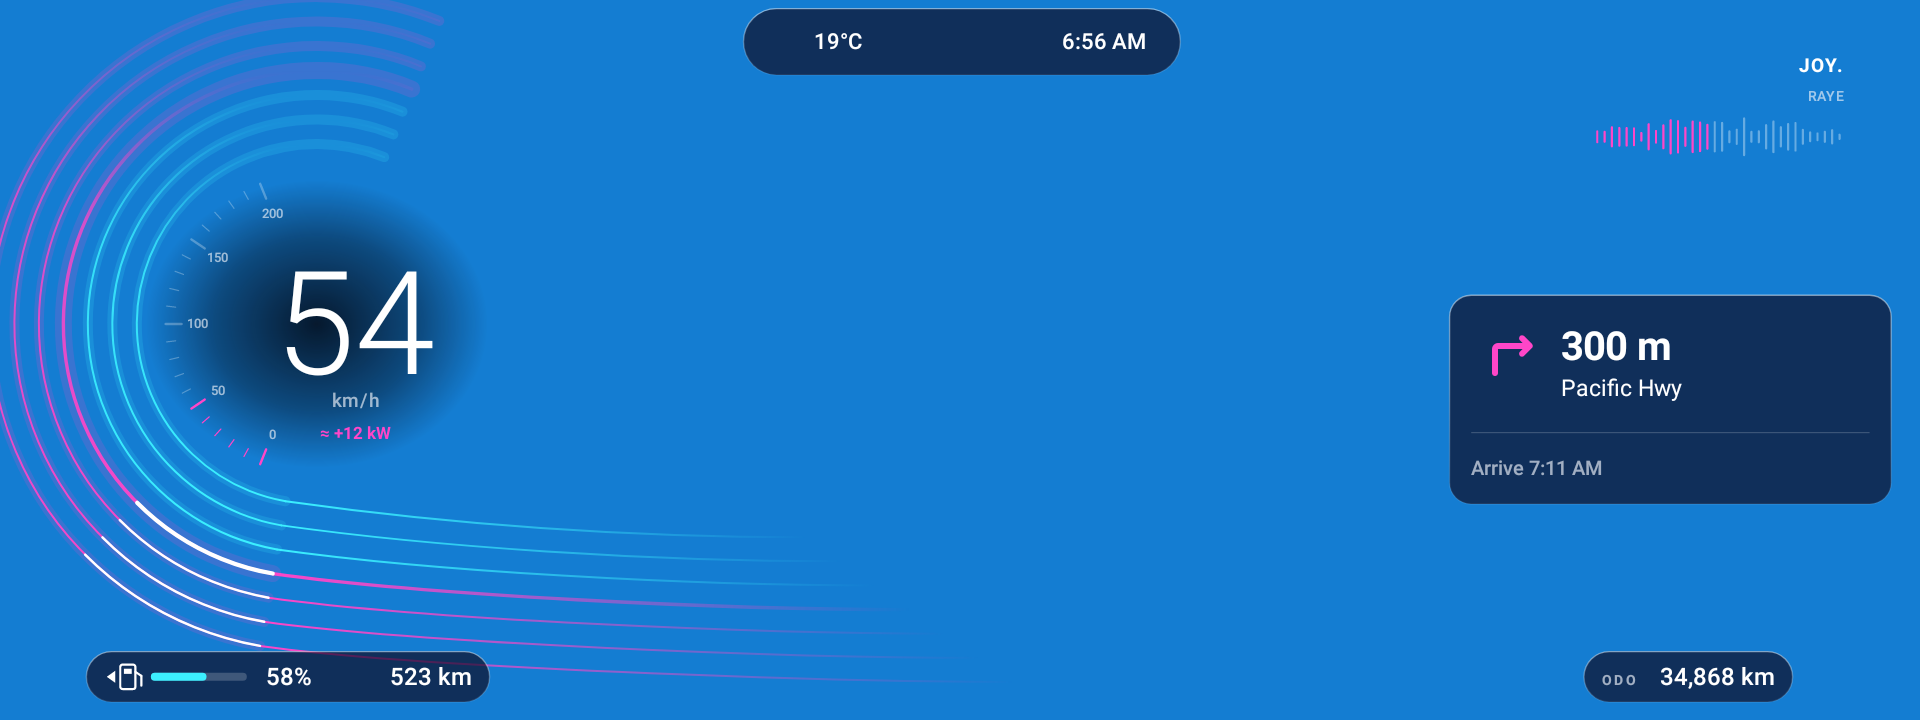 19°C 6:56 AM
JOY.
RAYE
200
150
100
50
0
54
km/h
≈ +12 kW
300 m
Pacific Hwy
Arrive 7:11 AM
58% 523 km
ODO 34,868 km